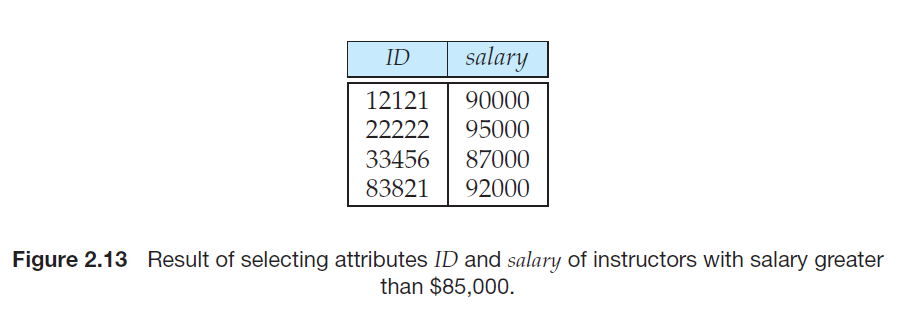 ID salary
12121 90000
22222 95000
33456 87000
83821 92000
Figure 2.13 Result of selecting attributes ID and salary of instructors with salary greater
than $85,000.